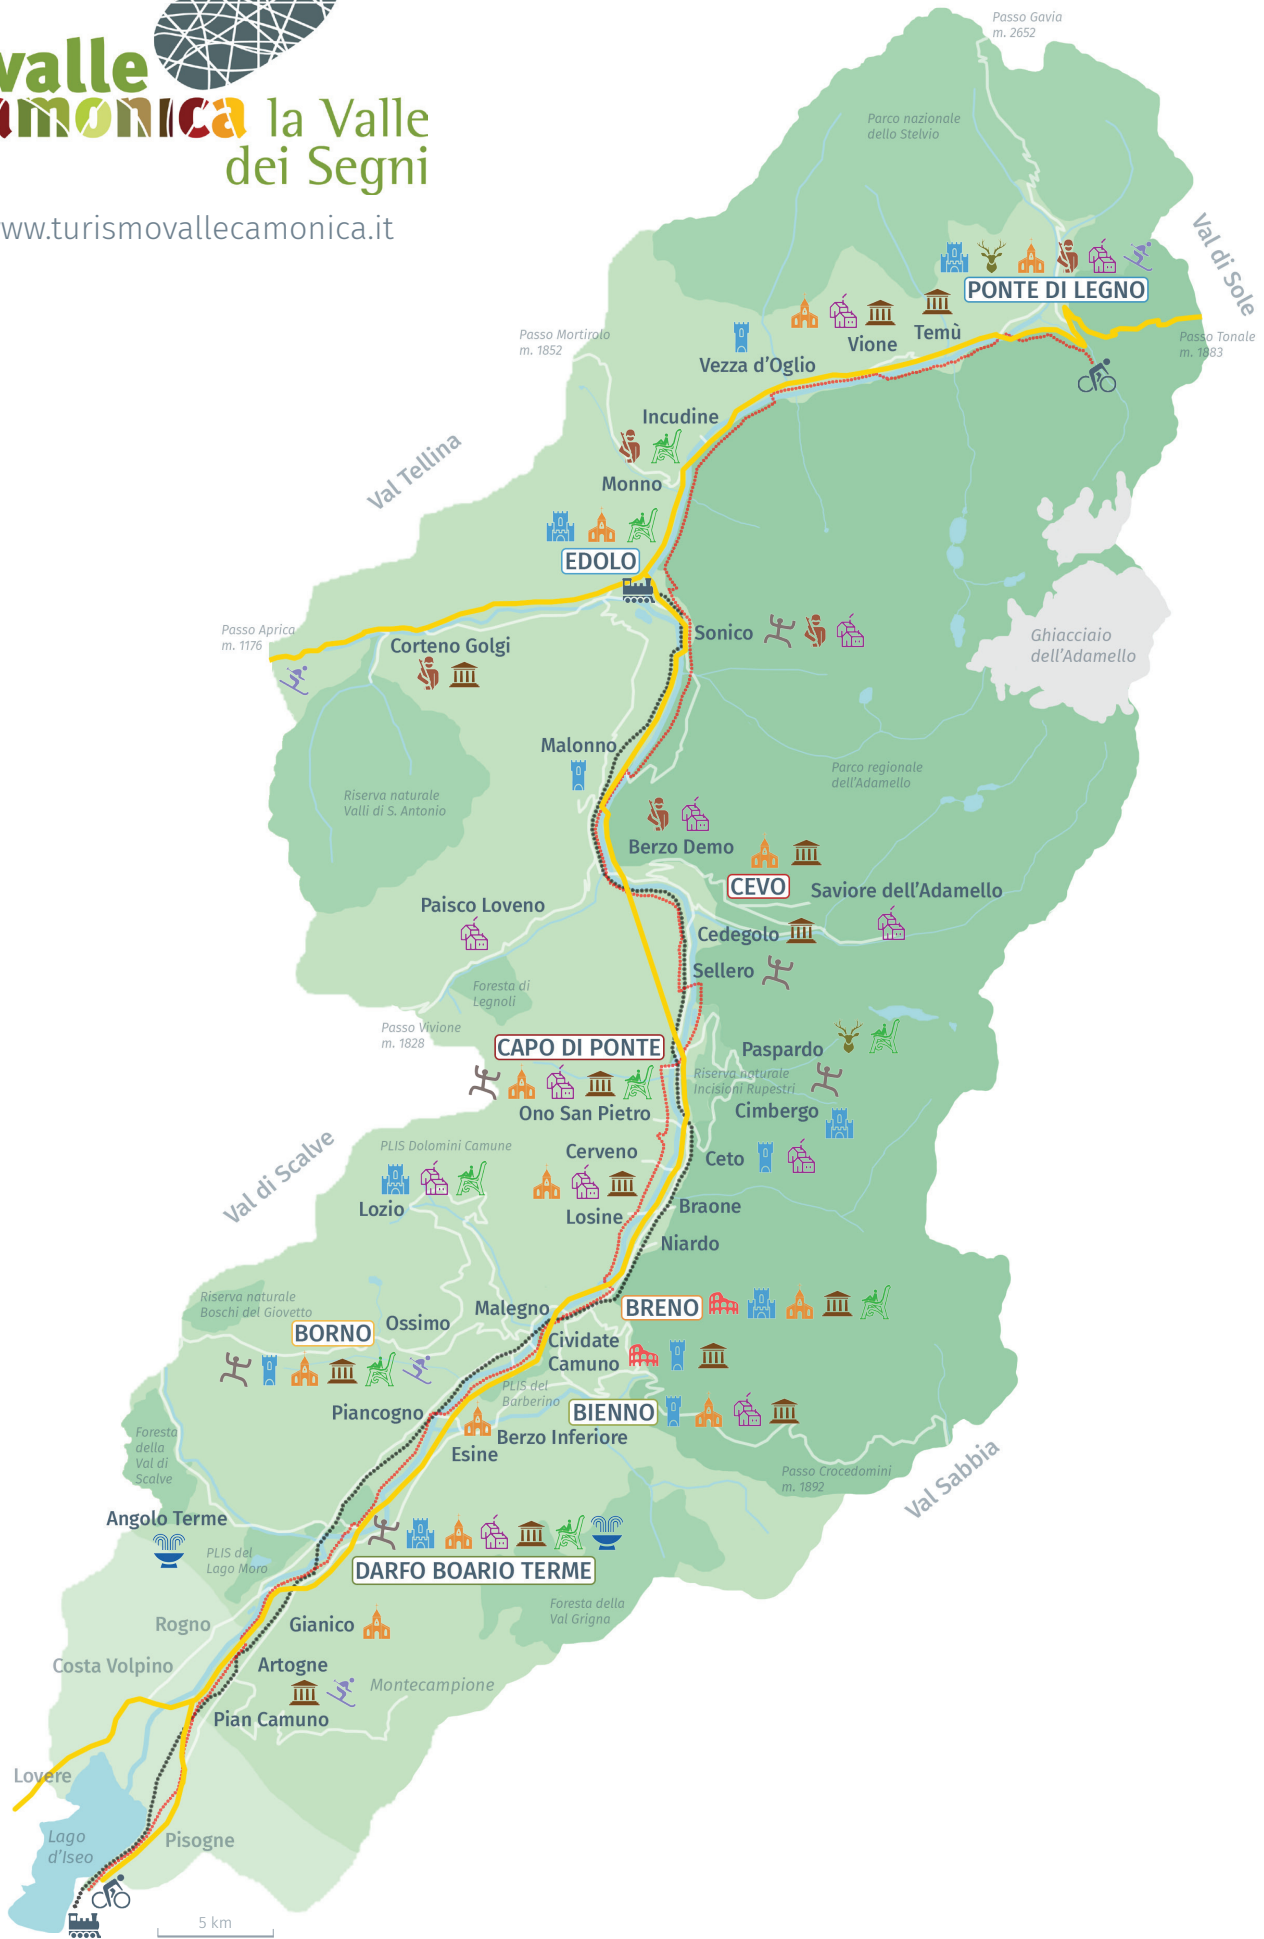 valle
amonica la Valle
dei Segni
ww.turismovallecamonica.it
Passo Gavia
m. 2652
Parco nazionale
dello Stelvio
Val di Sole
PONTE DI LEGNO
Passo Tonale
m. 1883
Temù
Vione
Vezza d'Oglio
Passo Mortirolo
m. 1852
Incudine
Monno
Val Tellina
EDOLO
Passo Aprica
m. 1176
Corteno Golgi
Sonico
Ghiacciaio
dell'Adamello
Malonno
Parco regionale
dell'Adamello
Riserva naturale
Valli di S. Antonio
Berzo Demo
CEVO
Saviore dell'Adamello
Paisco Loveno
Cedegolo
Sellero
Foresta di
Legnoli
Passo Vivione
m. 1828
CAPO DI PONTE
Paspardo
Riserva naturale
Incisioni Rupestri
Ono San Pietro
Cimbergo
PLIS Dolomini Camune
Cerveno
Ceto
Val di Scalve
Lozio
Losine
Braone
Niardo
Riserva naturale
Boschi del Giovetto
Malegno
BRENO
BORNO
Ossimo
Cividate
Camuno
PLIS del
Barberino
Piancogno
BIENNO
Berzo Inferiore
Esine
Foresta
della
Val di
Scalve
Passo Crocedomini
m. 1892
Val Sabbia
Angolo Terme
PLIS del
Lago Moro
DARFO BOARIO TERME
Foresta della
Val Grigna
Rogno
Gianico
Costa Volpino
Artogne
Montecampione
Pian Camuno
Lovere
Lago
d'Iseo
Pisogne
5 km